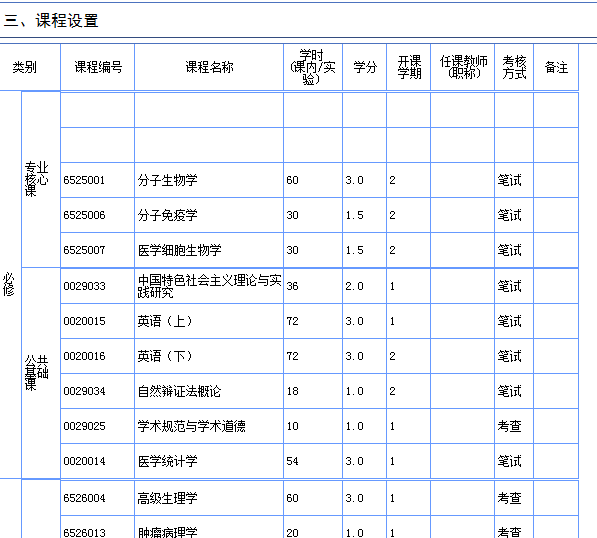 三、课程设置
类别 课程编号 课程名称 学时(课内/实验) 学分 开课学期 任课教师(职称) 考核方式 备注
必修
专业核心课
6525001 分子生物学 60 3.0 2 笔试
6525006 分子免疫学 30 1.5 2 笔试
6525007 医学细胞生物学 30 1.5 2 笔试
公共基础课
0029033 中国特色社会主义理论与实践研究 36 2.0 1 笔试
0020015 英语（上） 72 3.0 1 笔试
0020016 英语（下） 72 3.0 2 笔试
0029034 自然辩证法概论 18 1.0 2 笔试
0029025 学术规范与学术道德 10 1.0 1 考查
0020014 医学统计学 54 3.0 1 笔试
6526004 高级生理学 60 3.0 1 考查
6526013 肿瘤病理学 20 1.0 1 考查